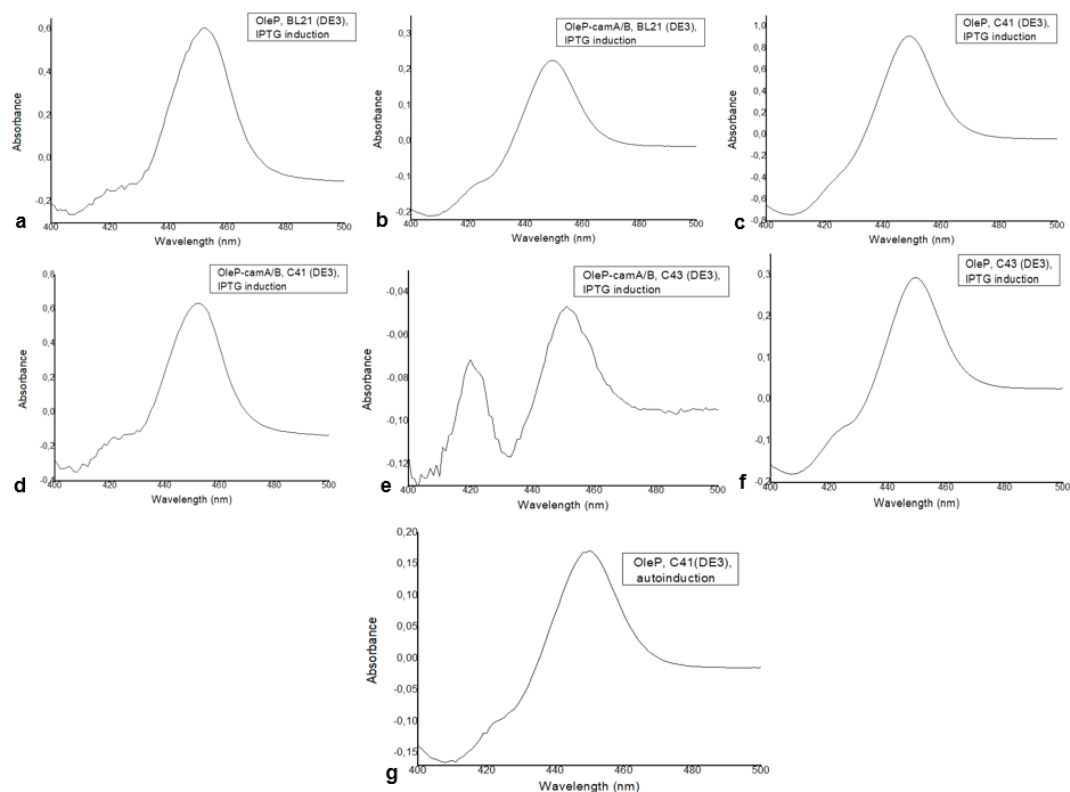 OleP, BL21 (DE3),
IPTG induction
0,6
0,4
0,2
0,0
-0,2
Absorbance
400
420
440
460
480
500
Wavelength (nm)
a
OleP-camA/B, BL21 (DE3),
IPTG induction
0,3
0,2
0,1
0,0
-0,1
-0,2
Absorbance
400
420
440
460
480
500
Wavelength (nm)
b
OleP, C41 (DE3),
IPTG induction
1,0
0,8
0,6
0,4
0,2
0,0
-0,2
-0,4
-0,6
-0,8
Absorbance
400
420
440
460
480
500
Wavelength (nm)
c
OleP-camA/B, C41 (DE3),
IPTG induction
0,8
0,6
0,4
0,2
0,0
-0,2
-0,4
Absorbance
400
420
440
460
480
500
Wavelength (nm)
d
OleP-camA/B, C43 (DE3),
IPTG induction
-0,04
-0,06
-0,08
-0,10
-0,12
Absorbance
400
420
440
460
480
500
Wavelength (nm)
e
OleP, C43 (DE3),
IPTG induction
0,3
0,2
0,1
0,0
-0,1
-0,2
Absorbance
400
420
440
460
480
500
Wavelength (nm)
f
OleP, C41(DE3),
autoinduction
0,20
0,15
0,10
0,05
0,00
-0,05
-0,10
-0,15
Absorbance
400
420
440
460
480
500
Wavelength (nm)
g